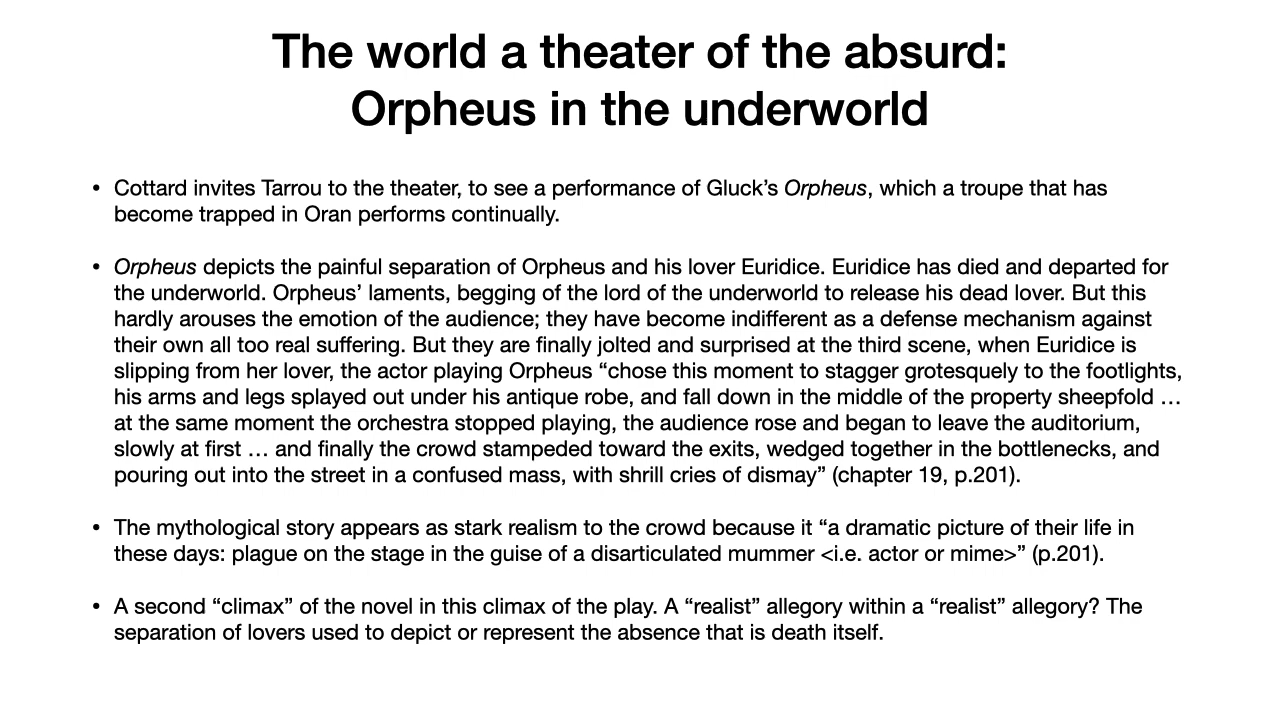 The world a theater of the absurd:
Orpheus in the underworld
• Cottard invites Tarrou to the theater, to see a performance of Gluck’s Orpheus, which a troupe that has
become trapped in Oran performs continually.
• Orpheus depicts the painful separation of Orpheus and his lover Euridice. Euridice has died and departed for
the underworld. Orpheus’ laments, begging of the lord of the underworld to release his dead lover. But this
hardly arouses the emotion of the audience; they have become indifferent as a defense mechanism against
their own all too real suffering. But they are finally jolted and surprised at the third scene, when Euridice is
slipping from her lover, the actor playing Orpheus “chose this moment to stagger grotesquely to the footlights,
his arms and legs splayed out under his antique robe, and fall down in the middle of the property sheepfold …
at the same moment the orchestra stopped playing, the audience rose and began to leave the auditorium,
slowly at first … and finally the crowd stampeded toward the exits, wedged together in the bottlenecks, and
pouring out into the street in a confused mass, with shrill cries of dismay” (chapter 19, p.201).
• The mythological story appears as stark realism to the crowd because it “a dramatic picture of their life in
these days: plague on the stage in the guise of a disarticulated mummer <i.e. actor or mime>” (p.201).
• A second “climax” of the novel in this climax of the play. A “realist” allegory within a “realist” allegory? The
separation of lovers used to depict or represent the absence that is death itself.